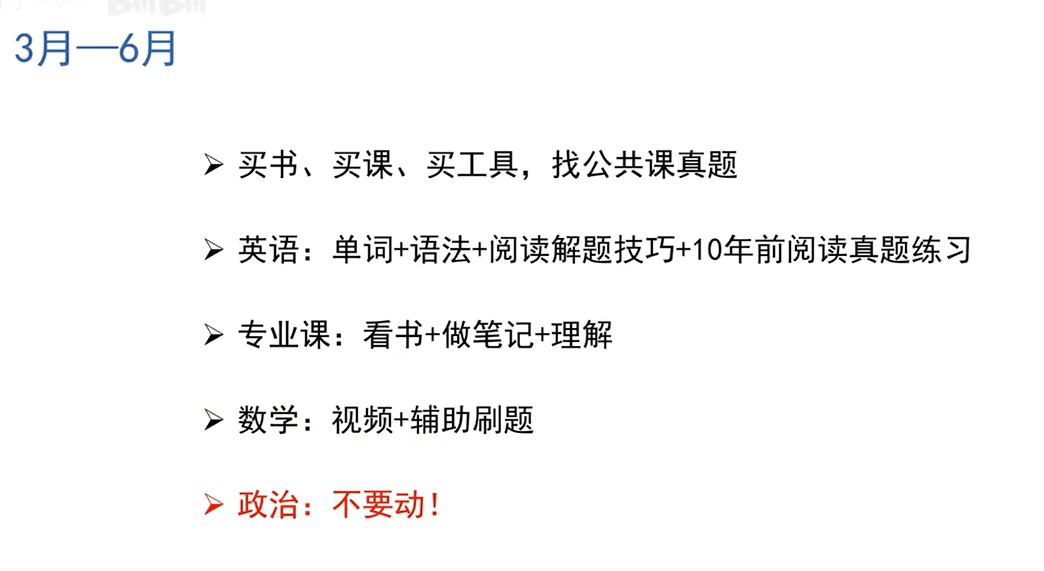 3月—6月
买书、买课、买工具，找公共课真题
英语：单词+语法+阅读解题技巧+10年前阅读真题练习
专业课：看书+做笔记+理解
数学：视频+辅助刷题
政治：不要动！